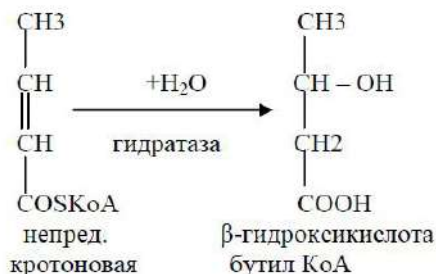 CH3 CH3
CH +H₂O CH – OH
CH гидратаза CH2
COSKoA COOH
непред. β-гидроксикислота
кротоновая бутил КоА